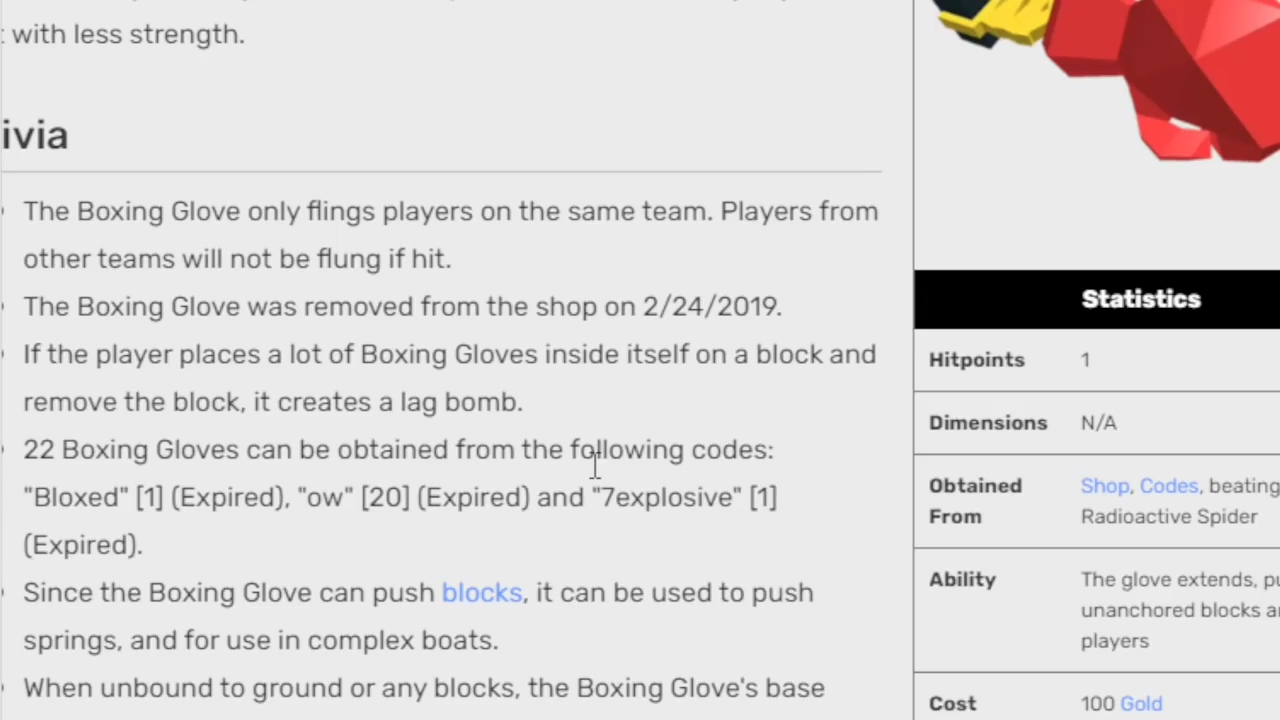 with less strength.
ivia
The Boxing Glove only flings players on the same team. Players from
other teams will not be flung if hit.
The Boxing Glove was removed from the shop on 2/24/2019.
If the player places a lot of Boxing Gloves inside itself on a block and
remove the block, it creates a lag bomb.
22 Boxing Gloves can be obtained from the following codes:
"Bloxed" [1] (Expired), "ow" [20] (Expired) and "7explosive" [1]
(Expired).
Since the Boxing Glove can push blocks, it can be used to push
springs, and for use in complex boats.
When unbound to ground or any blocks, the Boxing Glove's base
Statistics
Hitpoints 1
Dimensions N/A
Obtained From Shop, Codes, beating
Radioactive Spider
Ability The glove extends, pu
unanchored blocks a
players
Cost 100 Gold